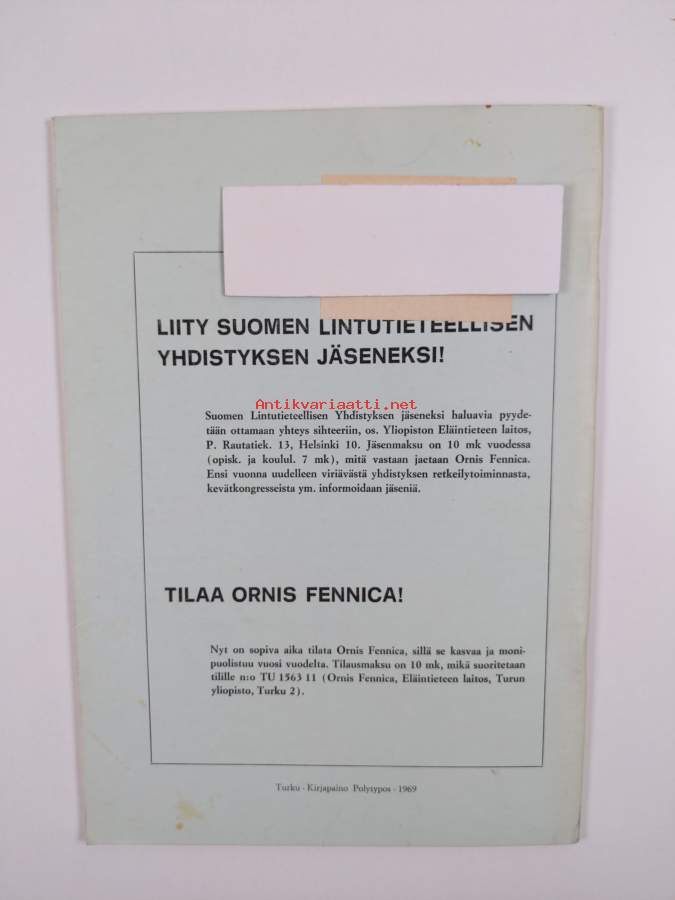 LIITY SUOMEN LINTUTIETEELLISEN
YHDISTYKSEN JÄSENEKSI!
Antikvariaatti.net
Suomen Lintutieteellisen Yhdistyksen jäseneksi haluavia pyyde-
tään ottamaan yhteys sihteeriin, os. Yliopiston Eläintieteen laitos,
P. Rautatiek. 13, Helsinki 10. Jäsenmaksu on 10 mk vuodessa
(opisk. ja koulul. 7 mk), mitä vastaan jaetaan Ornis Fennica.
Ensi vuonna uudelleen viriävästä yhdistyksen retkeilytoiminnasta,
kevätkongresseista ym. informoidaan jäseniä.
TILAA ORNIS FENNICA!
Nyt on sopiva aika tilata Ornis Fennica, sillä se kasvaa ja moni-
puolistuu vuosi vuodelta. Tilausmaksu on 10 mk, mikä suoritetaan
tilille n:o TU 1563 11 (Ornis Fennica, Eläintieteen laitos, Turun
yliopisto, Turku 2).
Turku - Kirjapaino Polytypos - 1969